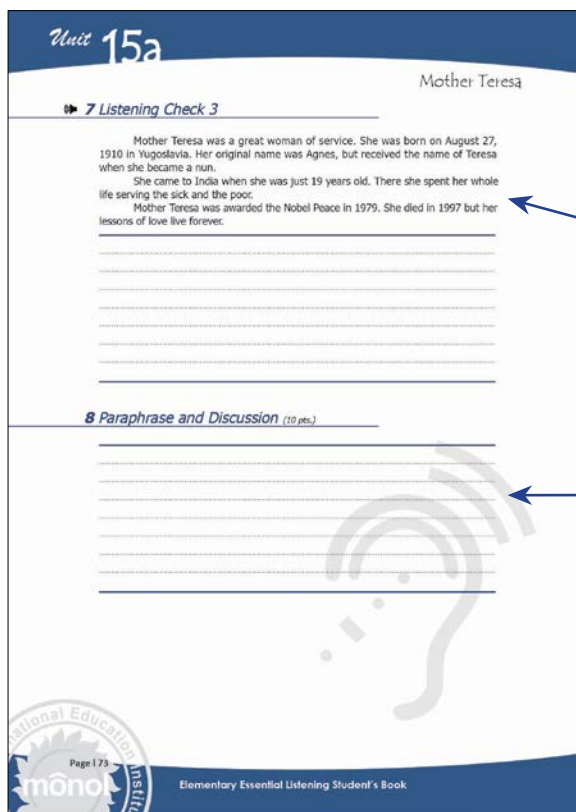 Unit 15a
Mother Teresa
7 Listening Check 3
Mother Teresa was a great woman of service. She was born on August 27,
1910 in Yugoslavia. Her original name was Agnes, but received the name of Teresa
when she became a nun.
She came to India when she was just 19 years old. There she spent her whole
life serving the sick and the poor.
Mother Teresa was awarded the Nobel Peace in 1979. She died in 1997 but her
lessons of love live forever.
8 Paraphrase and Discussion (10 pts.)
national Education Insti
Page | 73
mônol
Elementary Essential Listening Student's Book